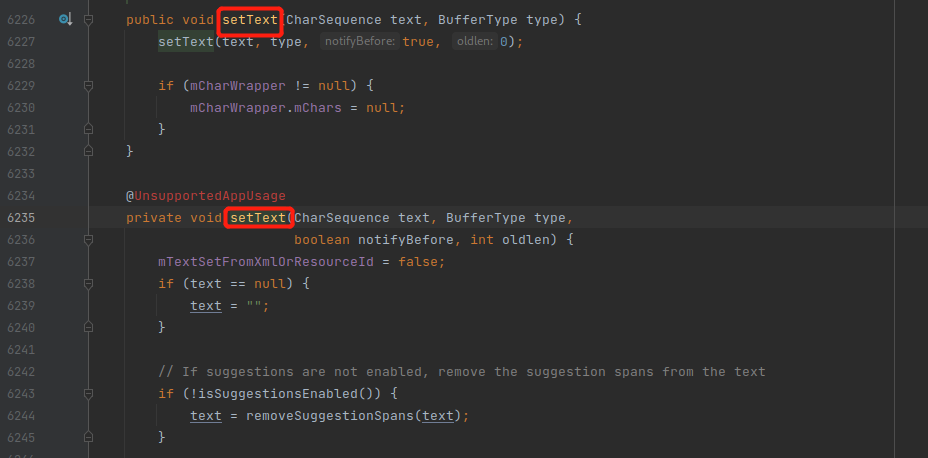 6226 public void setText(CharSequence text, BufferType type) {
6227 setText(text, type, notifyBefore: true, oldlen: 0);
6228
6229 if (mCharWrapper != null) {
6230 mCharWrapper.mChars = null;
6231 }
6232 }
6233
6234 @UnsupportedAppUsage
6235 private void setText(CharSequence text, BufferType type,
6236 boolean notifyBefore, int oldlen) {
6237 mTextSetFromXmlOrResourceId = false;
6238 if (text == null) {
6239 text = "";
6240 }
6241
6242 // If suggestions are not enabled, remove the suggestion spans from the text
6243 if (!isSuggestionsEnabled()) {
6244 text = removeSuggestionSpans(text);
6245 }